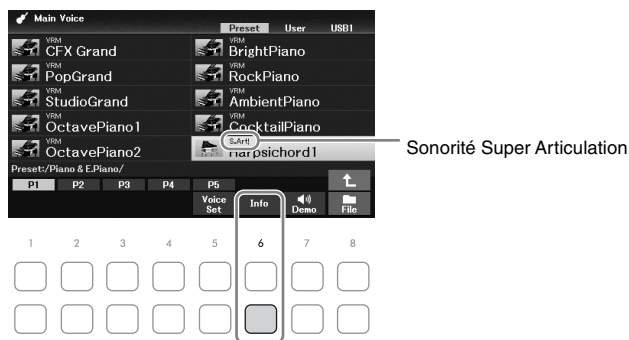 Main Voice
Preset User USB1
VRM
CFX Grand
VRM
BrightPiano
VRM
PopGrand
VRM
RockPiano
VRM
StudioGrand
VRM
AmbientPiano
VRM
OctavePiano1
VRM
CocktailPiano
VRM
OctavePiano2
S.Art!
Harpsichord1
Sonorité Super Articulation
Preset:/Piano & E.Piano/
P1 P2 P3 P4 P5
Voice Set
Info
Demo
File
1 2 3 4 5 6 7 8